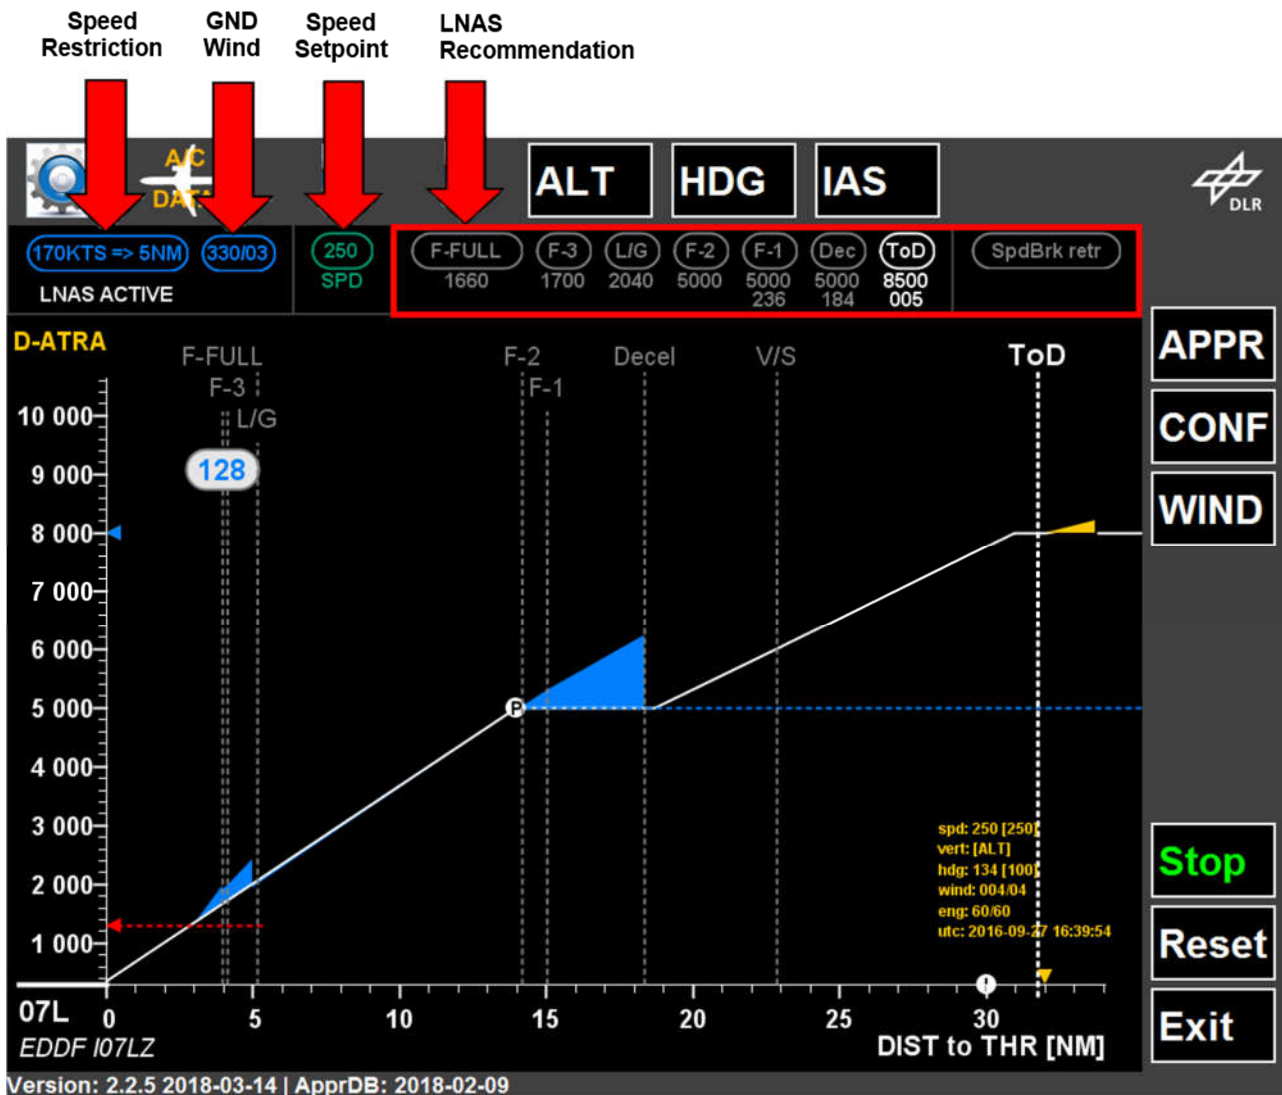 Speed Restriction
GND Wind
Speed Setpoint
LNAS Recommendation
A/C
ALT
HDG
IAS
DLR
170KTS => 5NM
330/03
LNAS ACTIVE
250
SPD
F-FULL
1660
F-3
1700
L/G
2040
F-2
5000
F-1
5000
236
Dec
5000
184
ToD
8500
005
SpdBrk retr
D-ATRA
F-FULL
F-3
L/G
128
F-2
F-1
Decel
V/S
ToD
10 000
9 000
8 000
7 000
6 000
5 000
4 000
3 000
2 000
1 000
P
spd: 250 [250]
vert: [ALT]
hdg: 134 [100]
wind: 004/04
eng: 60/60
utc: 2016-09-27 16:39:54
!
07L
0 5 10 15 20 25 30
EDDF I07LZ
DIST to THR [NM]
APPR
CONF
WIND
Stop
Reset
Exit
Version: 2.2.5 2018-03-14 | ApprDB: 2018-02-09